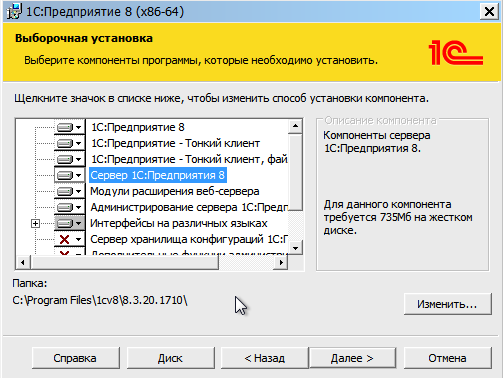 1С:Предприятие 8 (x86-64)
Выборочная установка
Выберите компоненты программы, которые необходимо установить.
1С
Щелкните значок в списке ниже, чтобы изменить способ установки компонента.
1С:Предприятие 8
1С:Предприятие - Тонкий клиент
1С:Предприятие - Тонкий клиент, фай
Сервер 1С:Предприятия 8
Модули расширения веб-сервера
Администрирование сервера 1С:Предп
Интерфейсы на различных языках
Сервер хранилища конфигураций 1С:П
Дополнительные функции администри
Описание компонента
Компоненты сервера
1С:Предприятия 8.
Для данного компонента
требуется 735Мб на жестком
диске.
Папка:
C:\Program Files\1cv8\8.3.20.1710\
Изменить...
Справка
Диск
< Назад
Далее >
Отмена